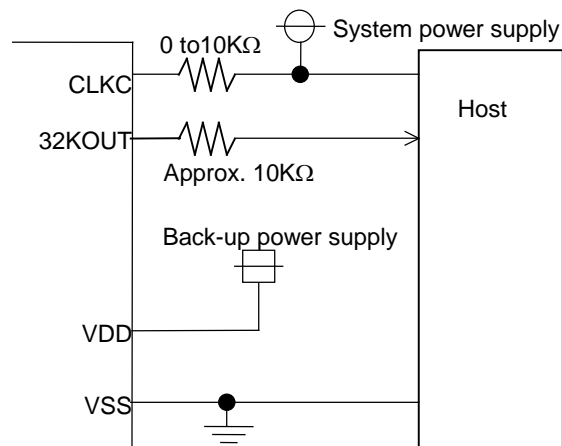 0 to10KΩ
System power supply
CLKC
Host
32KOUT
Approx. 10KΩ
Back-up power supply
VDD
VSS